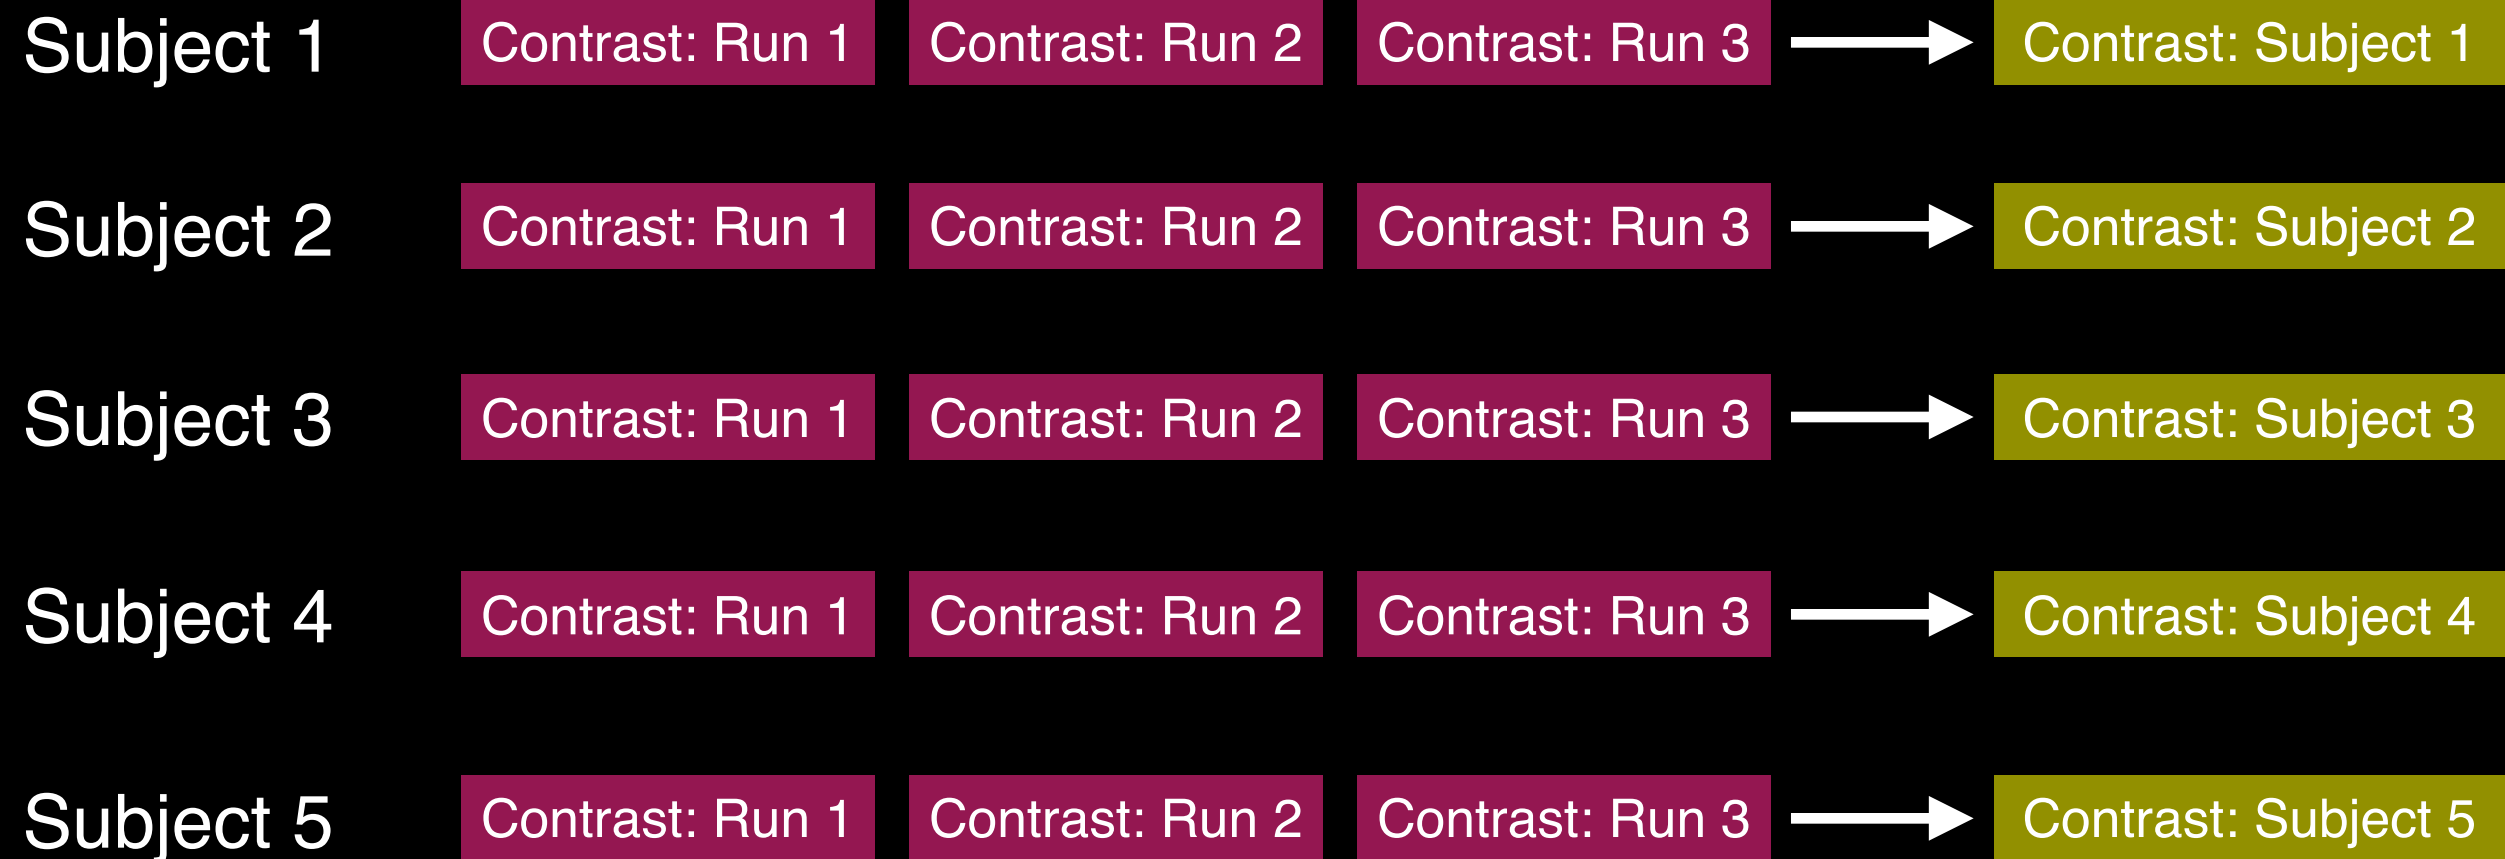 Subject 1 Contrast: Run 1 Contrast: Run 2 Contrast: Run 3 Contrast: Subject 1
Subject 2 Contrast: Run 1 Contrast: Run 2 Contrast: Run 3 Contrast: Subject 2
Subject 3 Contrast: Run 1 Contrast: Run 2 Contrast: Run 3 Contrast: Subject 3
Subject 4 Contrast: Run 1 Contrast: Run 2 Contrast: Run 3 Contrast: Subject 4
Subject 5 Contrast: Run 1 Contrast: Run 2 Contrast: Run 3 Contrast: Subject 5